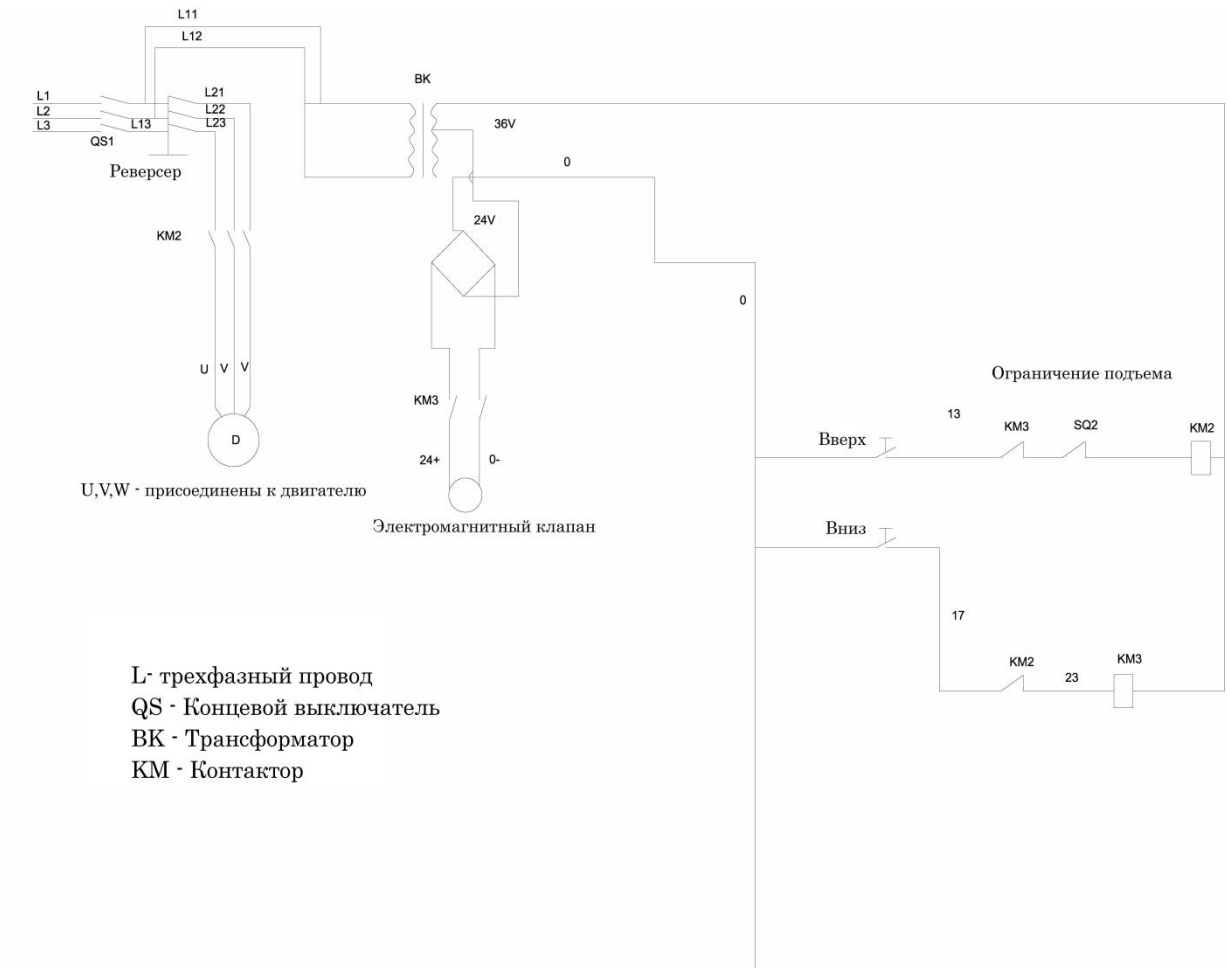 L11
L12
BK
L1
L21
L2
L22
L3
L13
L23
QS1
36V
Реверсер
0
KM2
24V
0
U V V
Ограничение подъема
KM3
13
KM3
SQ2
KM2
Вверх
D
24+
0-
U,V,W - присоединены к двигателю
Электромагнитный клапан
Вниз
17
KM2
23
KM3
L- трехфазный провод
QS - Концевой выключатель
BK - Трансформатор
KM - Контактор